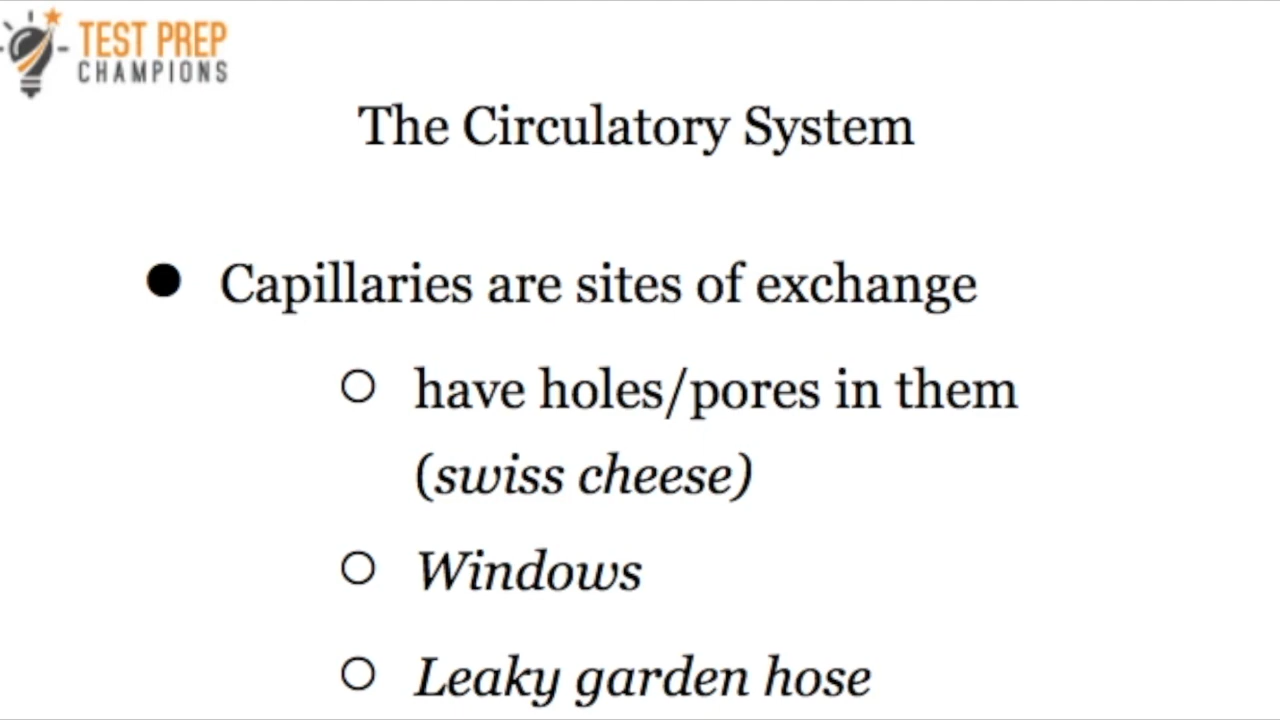 TEST PREP
CHAMPIONS
The Circulatory System
● Capillaries are sites of exchange
○ have holes/pores in them
(swiss cheese)
○ Windows
○ Leaky garden hose